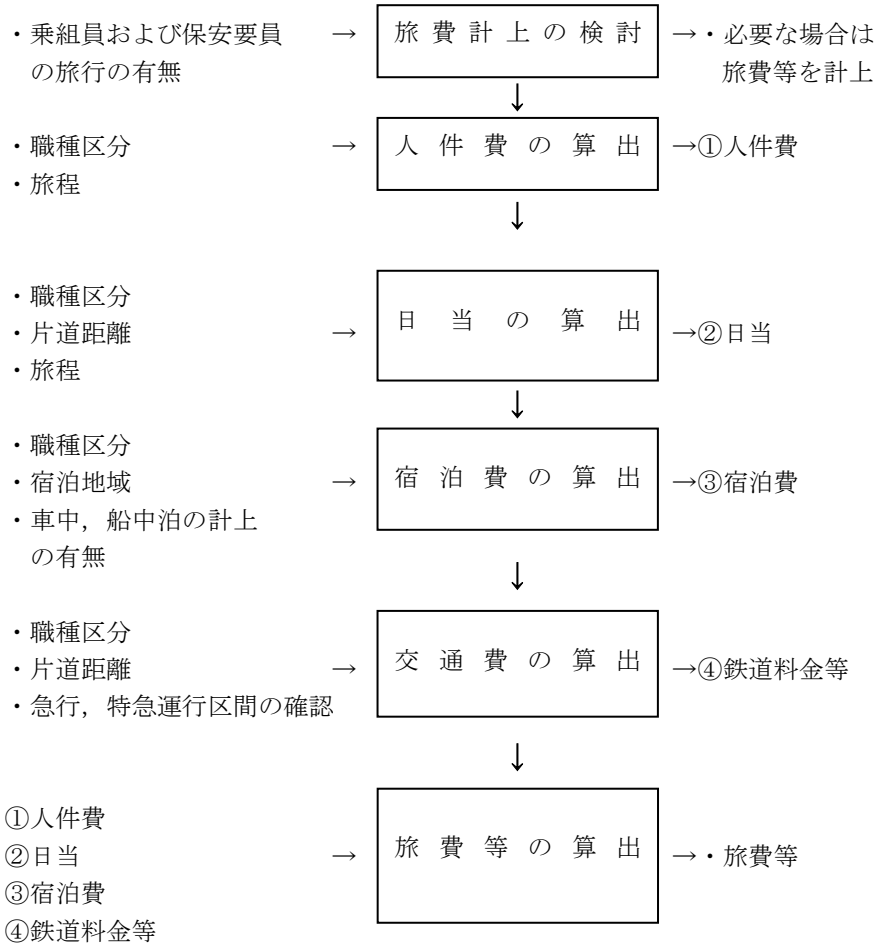 ・乗組員および保安要員 → 旅費計上の検討 →・必要な場合は
の旅行の有無 旅費等を計上
↓
・職種区分 → 人件費の算出 →①人件費
・旅程
↓
・職種区分
・片道距離 → 日当の算出 →②日当
・旅程
↓
・職種区分
・宿泊地域 → 宿泊費の算出 →③宿泊費
・車中，船中泊の計上
の有無
↓
・職種区分
・片道距離 → 交通費の算出 →④鉄道料金等
・急行，特急運行区間の確認
↓
①人件費
②日当 → 旅費等の算出 →・旅費等
③宿泊費
④鉄道料金等